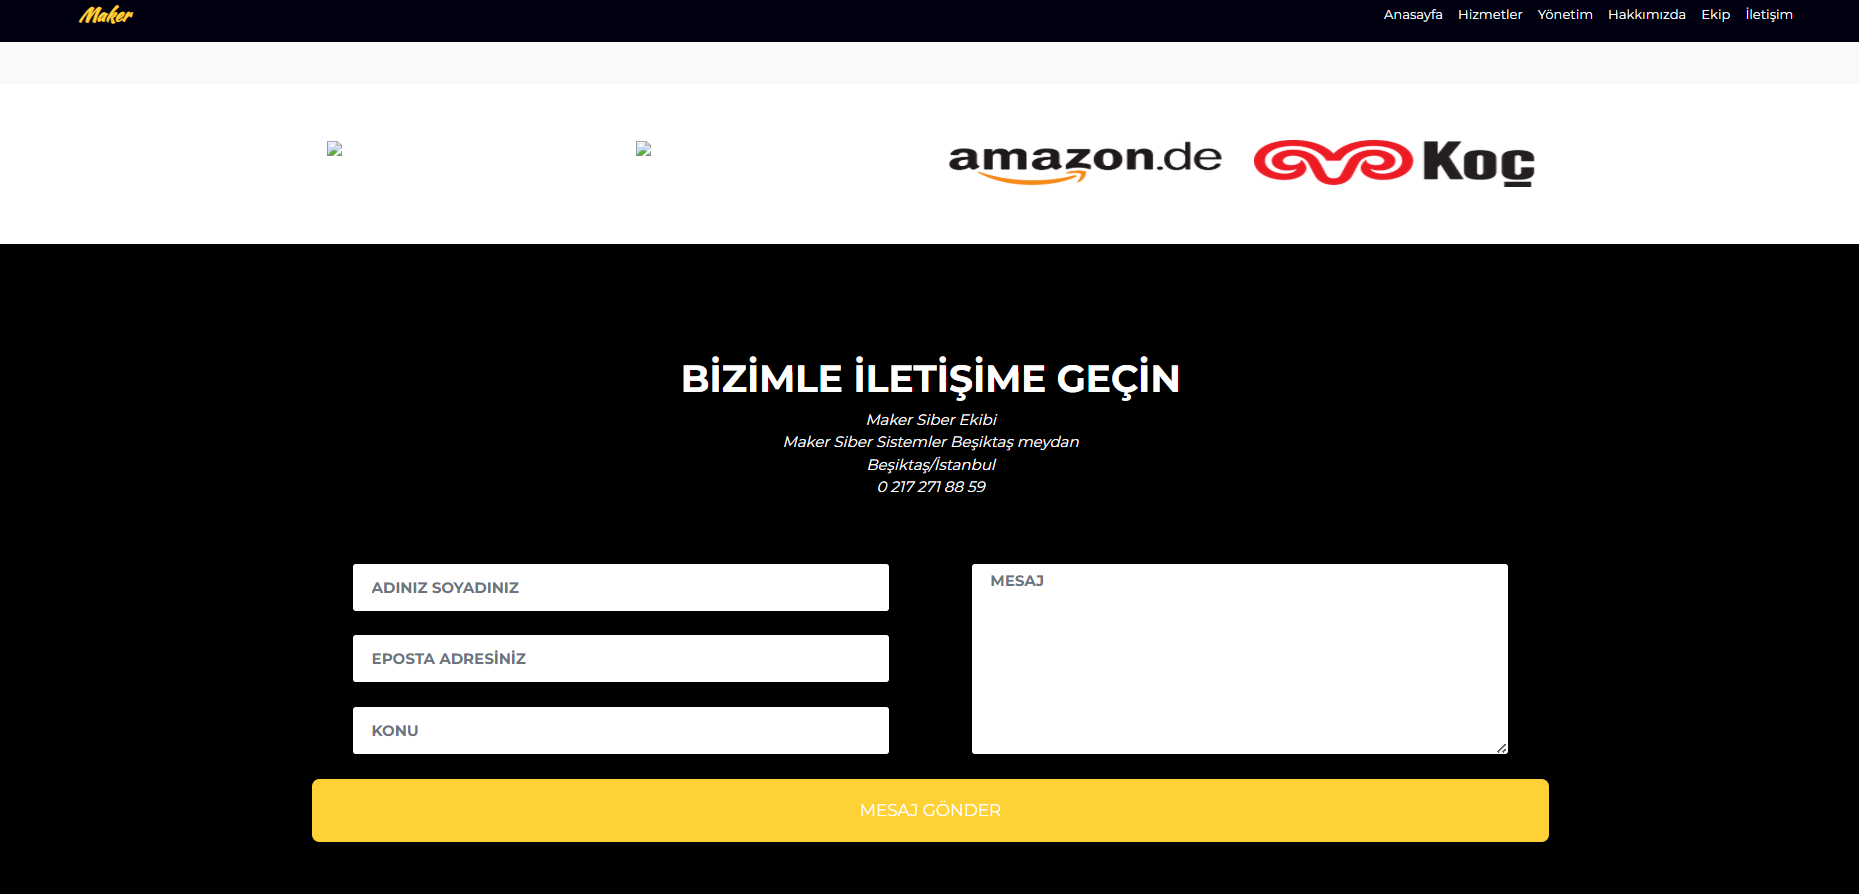 Maker
Anasayfa Hizmetler Yönetim Hakkımızda Ekip İletişim
amazon.de
Koç
BİZİMLE İLETİŞİME GEÇİN
Maker Siber Ekibi
Maker Siber Sistemler Beşiktaş meydan
Beşiktaş/İstanbul
0 217 271 88 59
ADINIZ SOYADINIZ
MESAJ
EPOSTA ADRESİNİZ
KONU
MESAJ GÖNDER